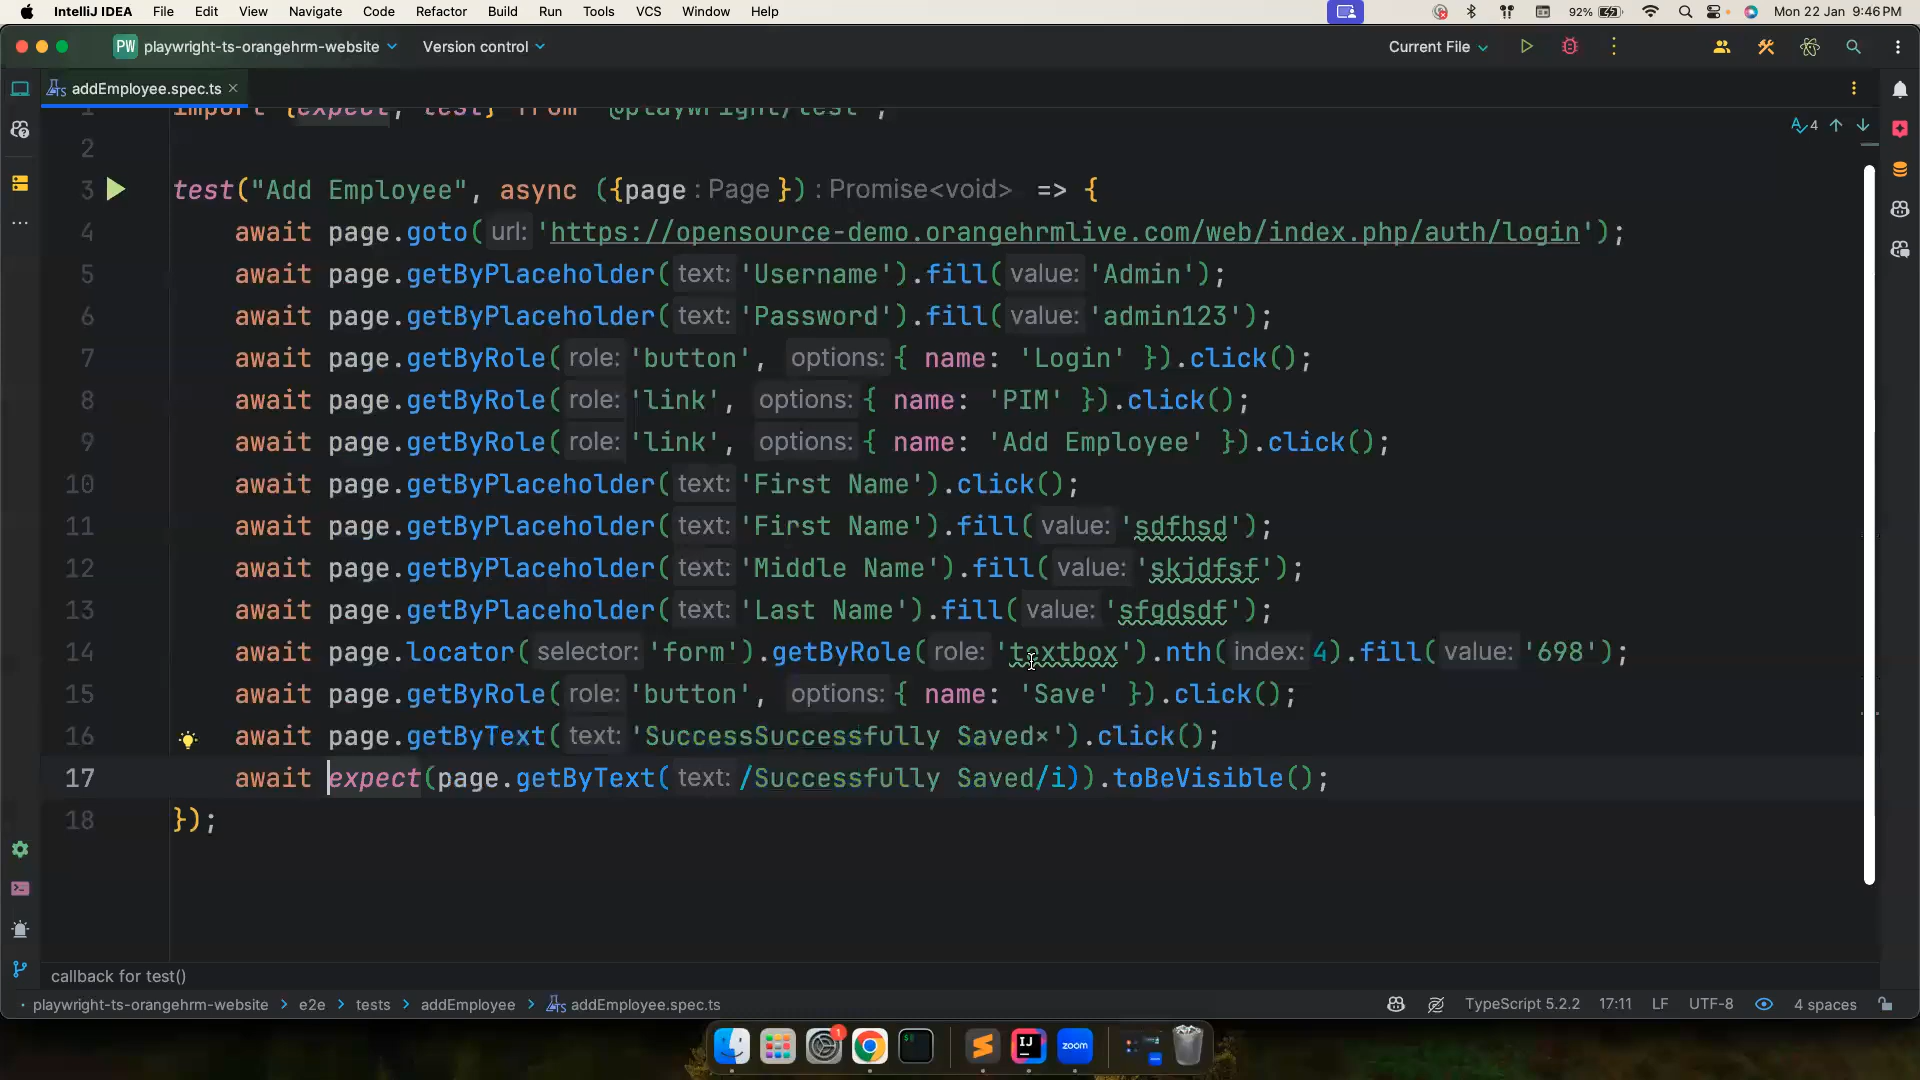 IntelliJ IDEA File Edit View Navigate Code Refactor Build Run Tools VCS Window Help 92% Mon 22 Jan 9:46 PM
PW playwright-ts-orangehrm-website Version control Current File
addEmployee.spec.ts ×
4
1 import {expect, test} from '@playwright/test';
2
3 test("Add Employee", async ({page : Page }) : Promise<void> => {
4 await page.goto( url: 'https://opensource-demo.orangehrmlive.com/web/index.php/auth/login');
5 await page.getByPlaceholder( text: 'Username').fill( value: 'Admin');
6 await page.getByPlaceholder( text: 'Password').fill( value: 'admin123');
7 await page.getByRole( role: 'button', options: { name: 'Login' }).click();
8 await page.getByRole( role: 'link', options: { name: 'PIM' }).click();
9 await page.getByRole( role: 'link', options: { name: 'Add Employee' }).click();
10 await page.getByPlaceholder( text: 'First Name').click();
11 await page.getByPlaceholder( text: 'First Name').fill( value: 'sdfhsd');
12 await page.getByPlaceholder( text: 'Middle Name').fill( value: 'skjdfsf');
13 await page.getByPlaceholder( text: 'Last Name').fill( value: 'sfgdsdf');
14 await page.locator( selector: 'form').getByRole( role: 'textbox').nth( index: 4).fill( value: '698');
15 await page.getByRole( role: 'button', options: { name: 'Save' }).click();
16 await page.getByText( text: 'SuccessSuccessfully Saved×').click();
17 await expect(page.getByText( text: /Successfully Saved/i)).toBeVisible();
18 });
callback for test()
playwright-ts-orangehrm-website > e2e > tests > addEmployee > addEmployee.spec.ts TypeScript 5.2.2 17:11 LF UTF-8 4 spaces
1 IJ zoom